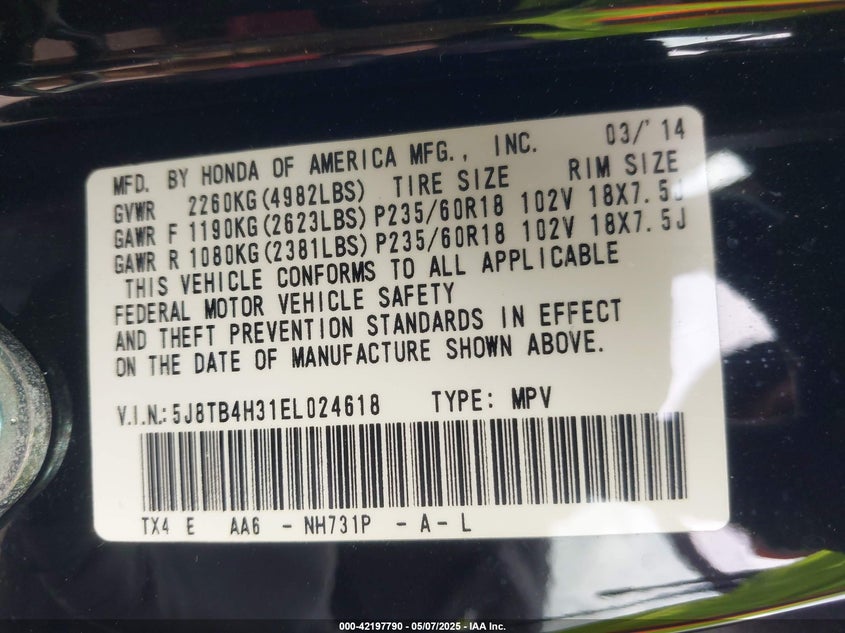 MFD. BY HONDA OF AMERICA MFG., INC. 03/'14
GVWR 2260KG(4982LBS) TIRE SIZE RIM SIZE
GAWR F 1190KG(2623LBS) P235/60R18 102V 18X7.5J
GAWR R 1080KG(2381LBS) P235/60R18 102V 18X7.5J
THIS VEHICLE CONFORMS TO ALL APPLICABLE
FEDERAL MOTOR VEHICLE SAFETY
AND THEFT PREVENTION STANDARDS IN EFFECT
ON THE DATE OF MANUFACTURE SHOWN ABOVE.
V.I.N.: 5J8TB4H31EL024618 TYPE: MPV
TX4 E AA6 - NH731P - A - L
000-42197790 - 05/07/2025 - IAA Inc.